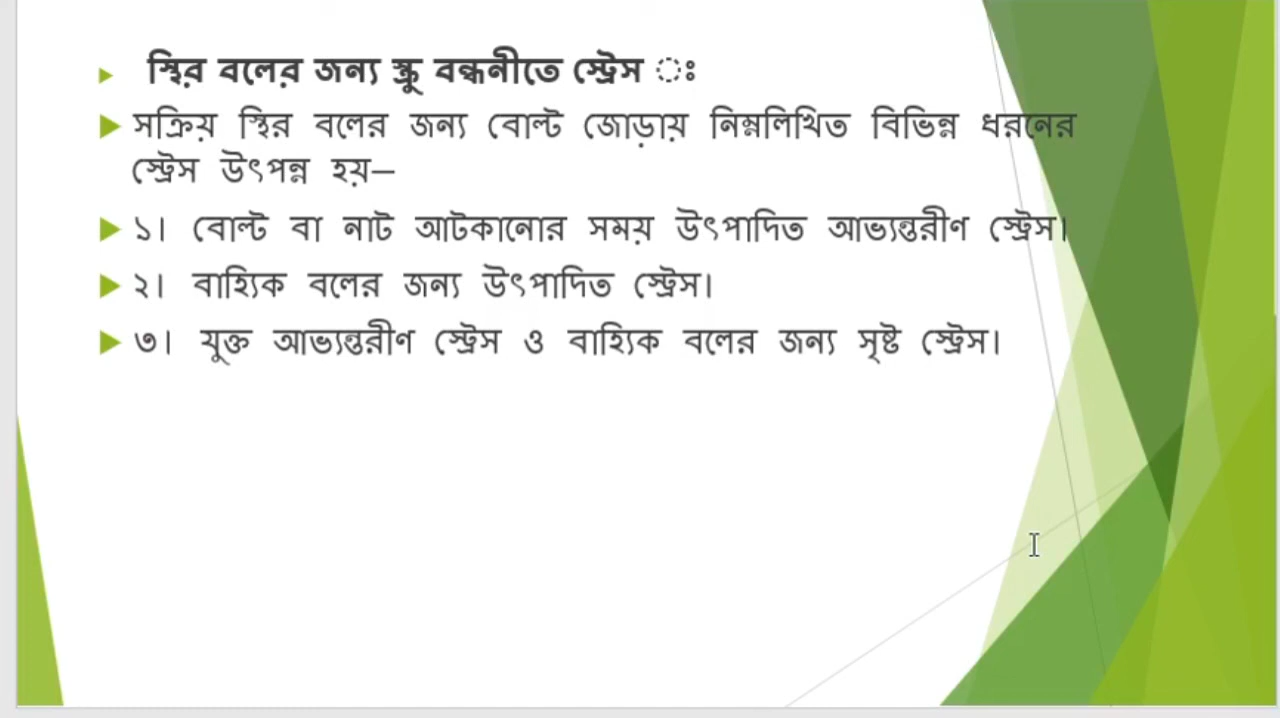 স্থির বলের জন্য স্ক্রু বন্ধনীতে স্ট্রেস ঃ
সক্রিয় স্থির বলের জন্য বোল্ট জোড়ায় নিম্নলিখিত বিভিন্ন ধরনের
স্ট্রেস উৎপন্ন হয়–
১। বোল্ট বা নাট আটকানোর সময় উৎপাদিত আভ্যন্তরীণ স্ট্রেস।
২। বাহ্যিক বলের জন্য উৎপাদিত স্ট্রেস।
৩। যুক্ত আভ্যন্তরীণ স্ট্রেস ও বাহ্যিক বলের জন্য সৃষ্ট স্ট্রেস।